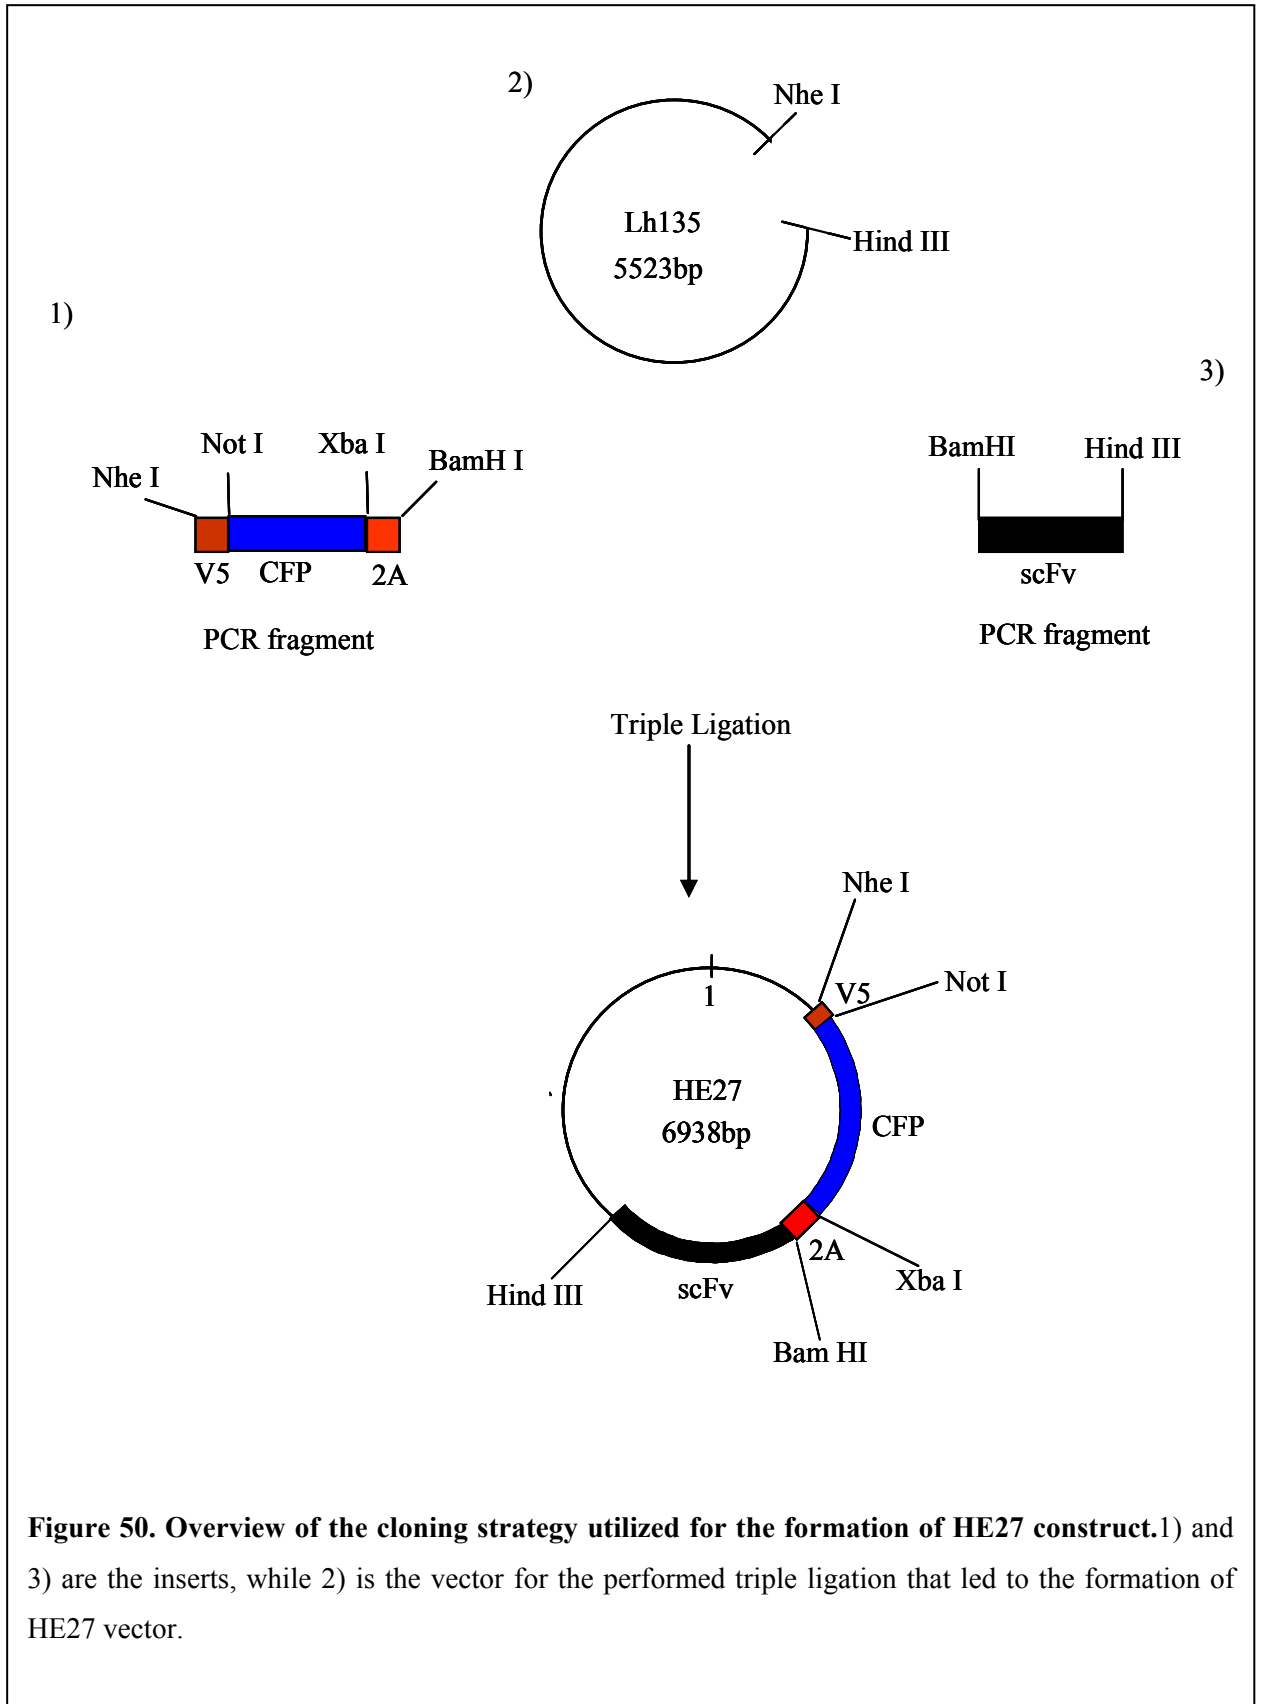 2)
Nhe I
Lh135
5523bp
Hind III
1)
3)
Nhe I
Not I
Xba I
BamH I
V5
CFP
2A
PCR fragment
BamHI
Hind III
scFv
PCR fragment
Triple Ligation
Nhe I
V5
Not I
1
HE27
6938bp
CFP
2A
Xba I
Hind III
scFv
Bam HI
Figure 50. Overview of the cloning strategy utilized for the formation of HE27 construct.1) and
3) are the inserts, while 2) is the vector for the performed triple ligation that led to the formation of
HE27 vector.